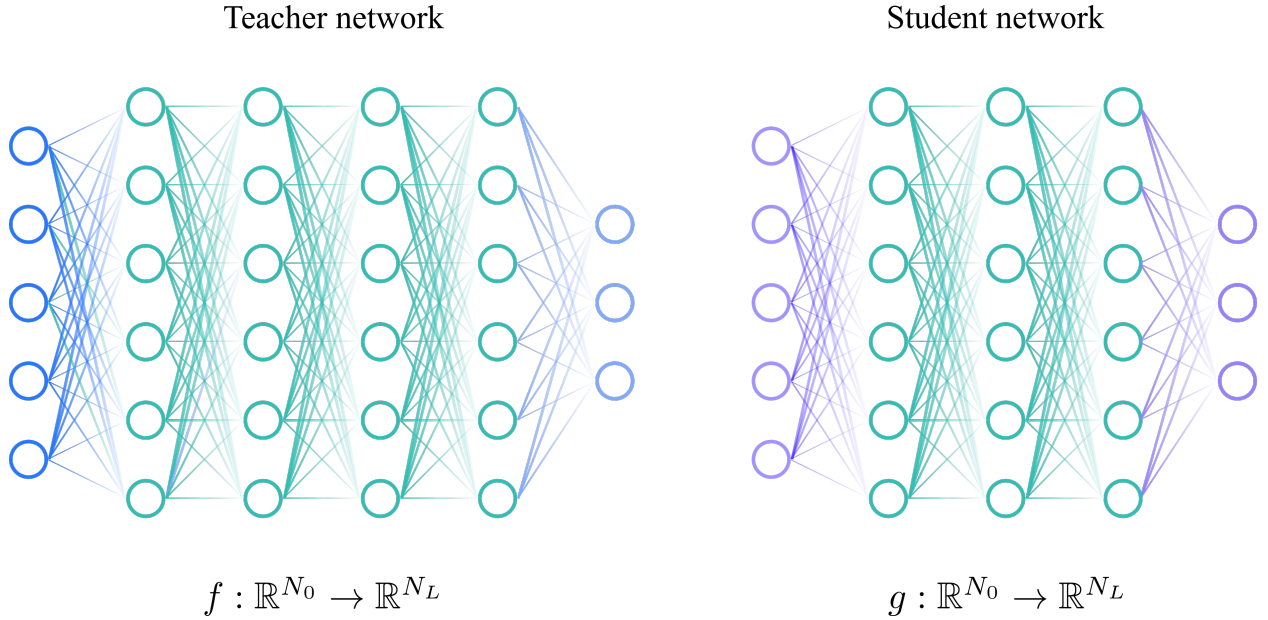 Teacher network
Student network
f : ℝ^{N_0} → ℝ^{N_L}
g : ℝ^{N_0} → ℝ^{N_L}